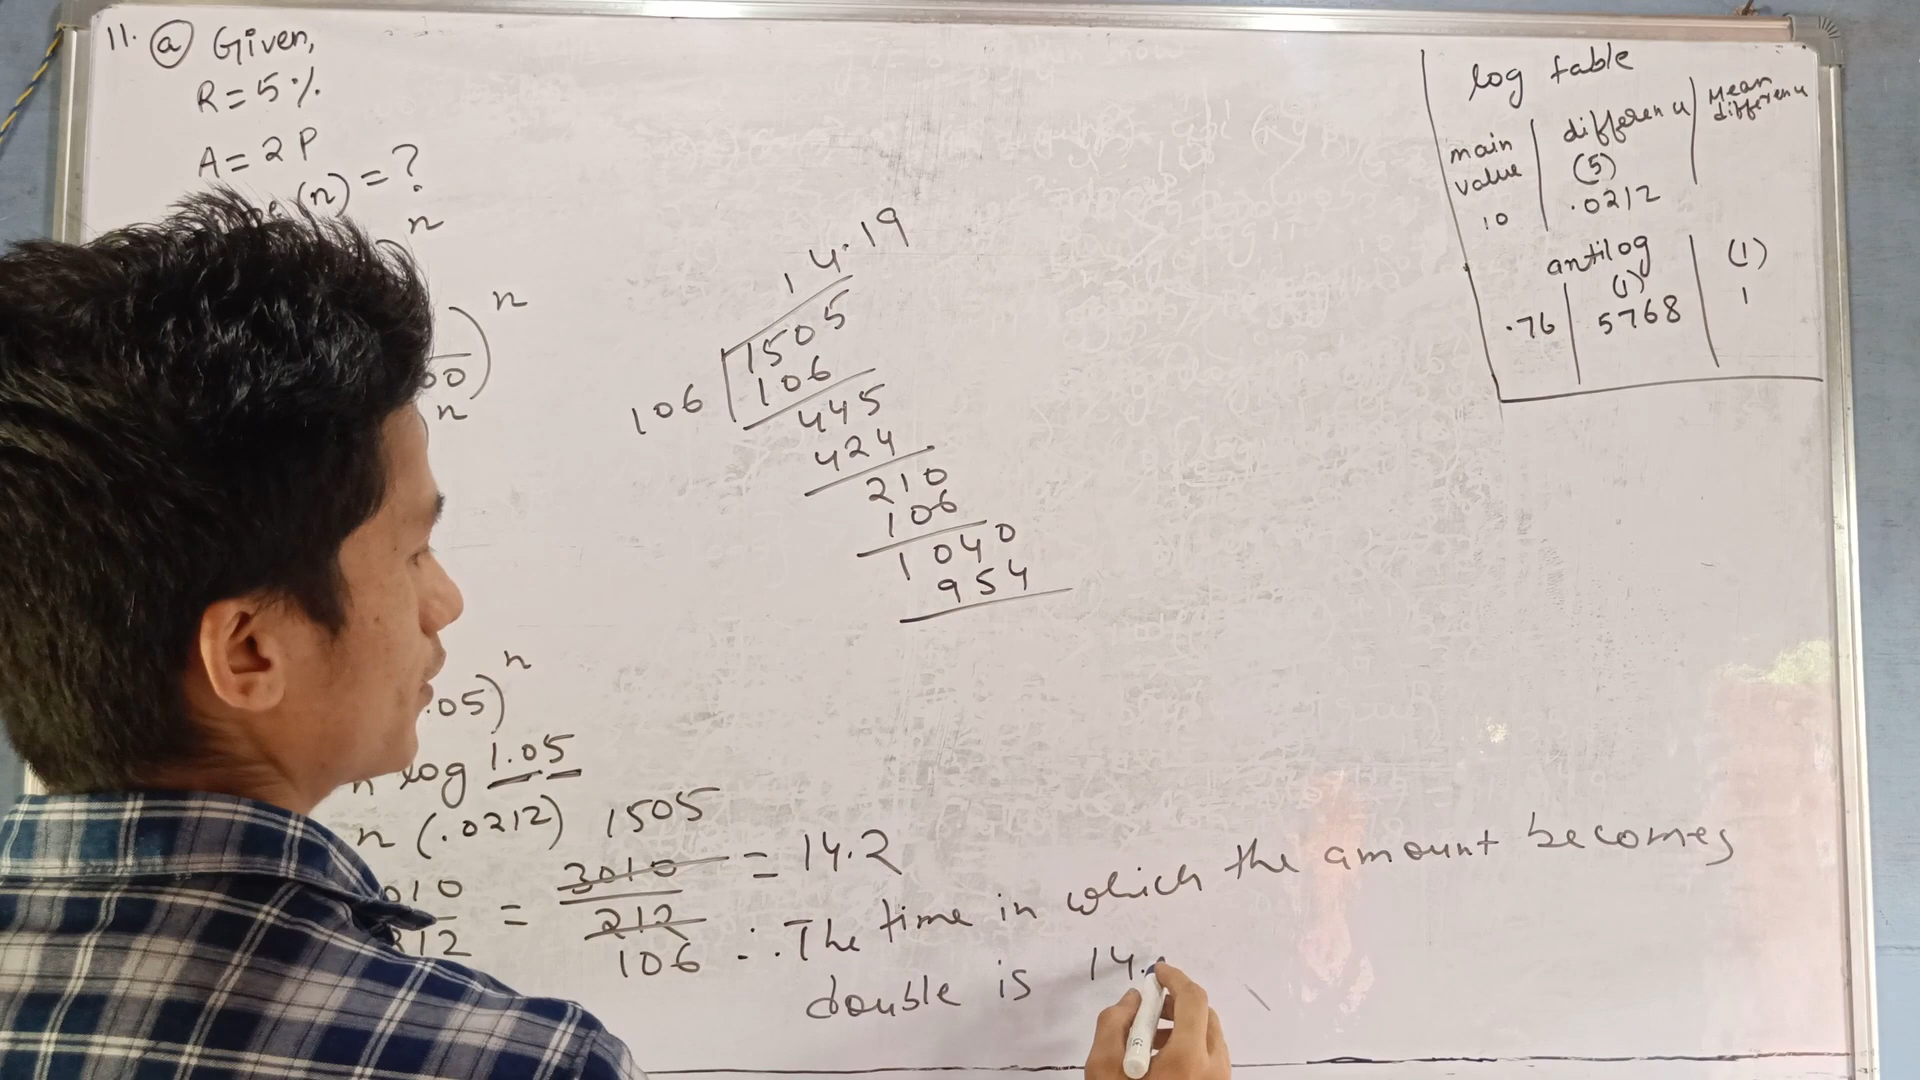 11. (a) Given,
R = 5%
A = 2P
(n) = ?
n
)ⁿ
00
n
14.19
106 1505
106
445
424
210
106
1040
954
.05)ⁿ
n log 1.05
n (.0212) 1505
010 = 3010 = 14.2
212 212
106 ∴ The time in which the amount becomes
double is 14.
log table
main value difference Mean difference
(5)
10 .0212
antilog
(1) (1)
.76 5768 1